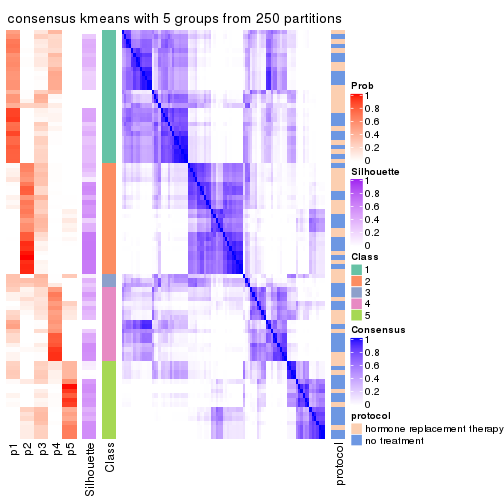 consensus kmeans with 5 groups from 250 partitions
Prob
1
0.8
0.6
0.4
0.2
0
Silhouette
1
0.8
0.6
0.4
0.2
0
Class
1
2
3
4
5
Consensus
1
0.8
0.6
0.4
0.2
0
protocol
hormone replacement therapy
no treatment
p1
p2
p3
p4
p5
Silhouette
Class
protocol